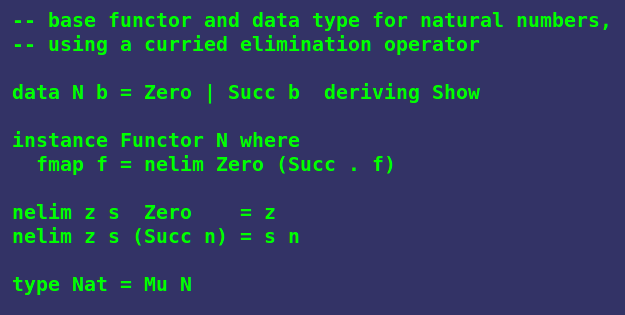 -- base functor and data type for natural numbers,
-- using a curried elimination operator
data N b = Zero | Succ b  deriving Show
instance Functor N where
  fmap f = nelim Zero (Succ . f)
nelim z s  Zero    = z
nelim z s (Succ n) = s n
type Nat = Mu N